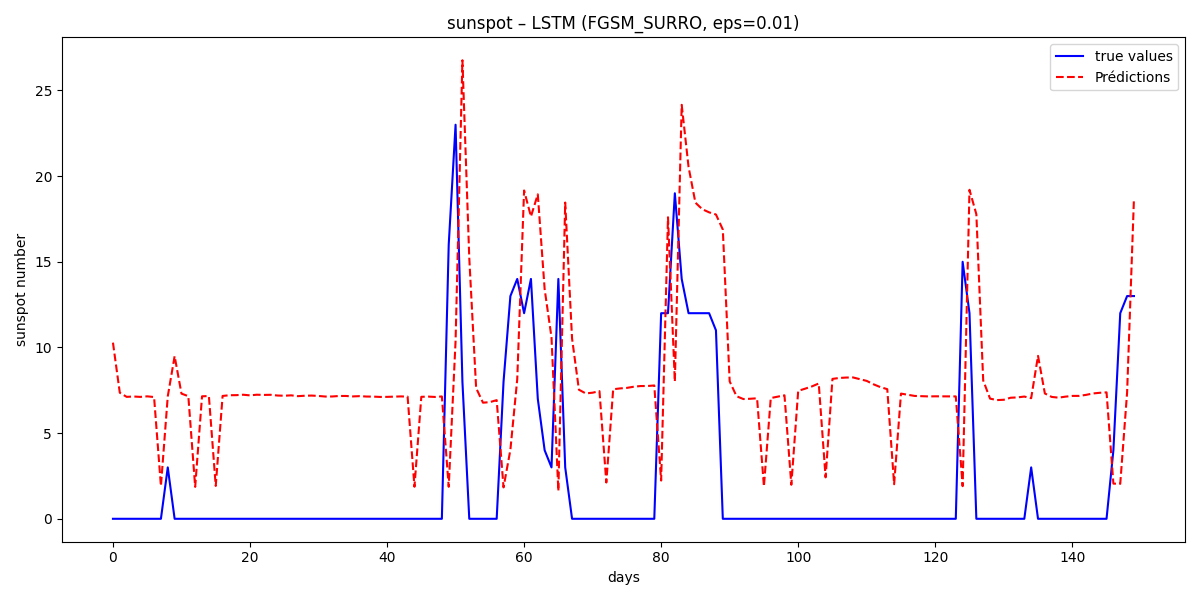 sunspot – LSTM (FGSM_SURRO, eps=0.01)
true values
Prédictions
sunspot number
25
20
15
10
5
0
0 20 40 60 80 100 120 140
days